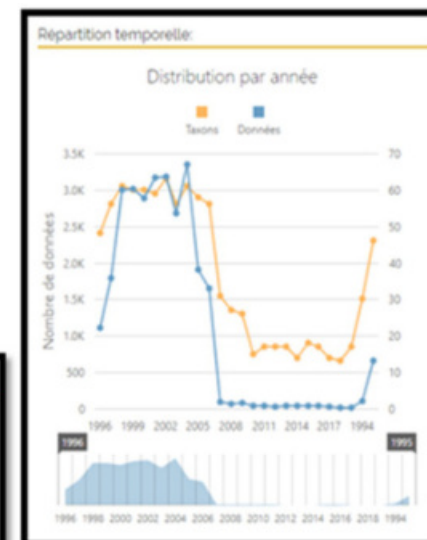 Répartition temporelle:
Distribution par année
Taxons Données
3.5K 70
3.0K 60
2.5K 50
2.0K 40
1.5K 30
1.0K 20
500 10
0 0
Nombre de données
1996 1999 2002 2005 2008 2011 2014 2017 1994
1996 1995
1996 1998 2000 2002 2004 2006 2008 2010 2012 2014 2016 2018 1994